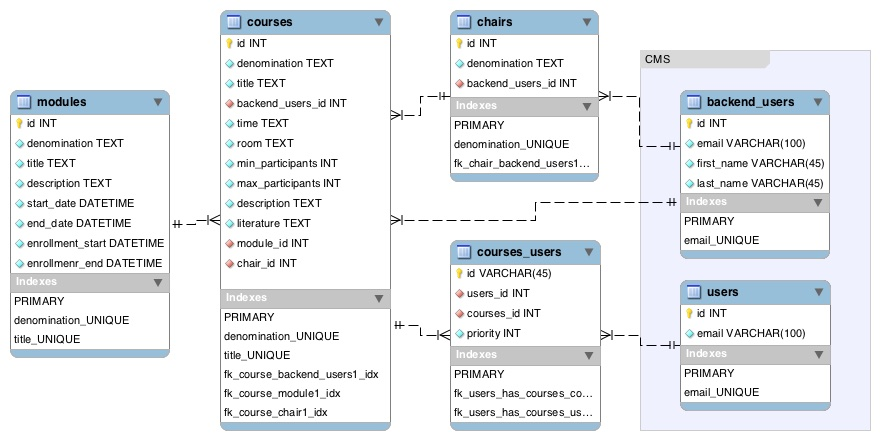 modules
id INT
denomination TEXT
title TEXT
description TEXT
start_date DATETIME
end_date DATETIME
enrollment_start DATETIME
enrollmenr_end DATETIME
Indexes
PRIMARY
denomination_UNIQUE
title_UNIQUE
courses
id INT
denomination TEXT
title TEXT
backend_users_id INT
time TEXT
room TEXT
min_participants INT
max_participants INT
description TEXT
literature TEXT
module_id INT
chair_id INT
Indexes
PRIMARY
denomination_UNIQUE
title_UNIQUE
fk_course_backend_users1_idx
fk_course_module1_idx
fk_course_chair1_idx
chairs
id INT
denomination TEXT
backend_users_id INT
Indexes
PRIMARY
denomination_UNIQUE
fk_chair_backend_users1...
courses_users
id VARCHAR(45)
users_id INT
courses_id INT
priority INT
Indexes
PRIMARY
fk_users_has_courses_co...
fk_users_has_courses_us...
CMS
backend_users
id INT
email VARCHAR(100)
first_name VARCHAR(45)
last_name VARCHAR(45)
Indexes
PRIMARY
email_UNIQUE
users
id INT
email VARCHAR(100)
Indexes
PRIMARY
email_UNIQUE